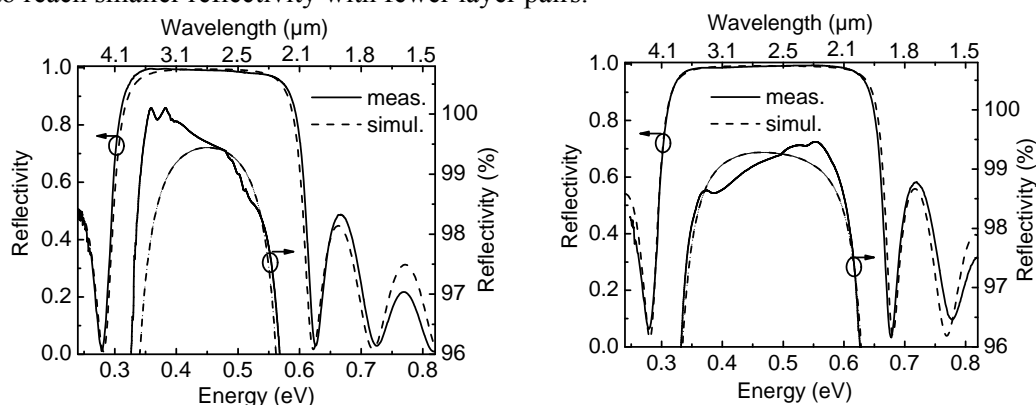 to reach smaller reflectivity with fewer layer pairs.
Wavelength (µm)
4.1 3.1 2.5 2.1 1.8 1.5
1.0
0.8
0.6
0.4
0.2
0.0
Reflectivity
meas.
simul.
100
99
98
97
96
Reflectivity (%)
0.3 0.4 0.5 0.6 0.7 0.8
Energy (eV)
Wavelength (µm)
4.1 3.1 2.5 2.1 1.8 1.5
1.0
0.8
0.6
0.4
0.2
0.0
Reflectivity
meas.
simul.
100
99
98
97
96
Reflectivity (%)
0.3 0.4 0.5 0.6 0.7 0.8
Energy (eV)